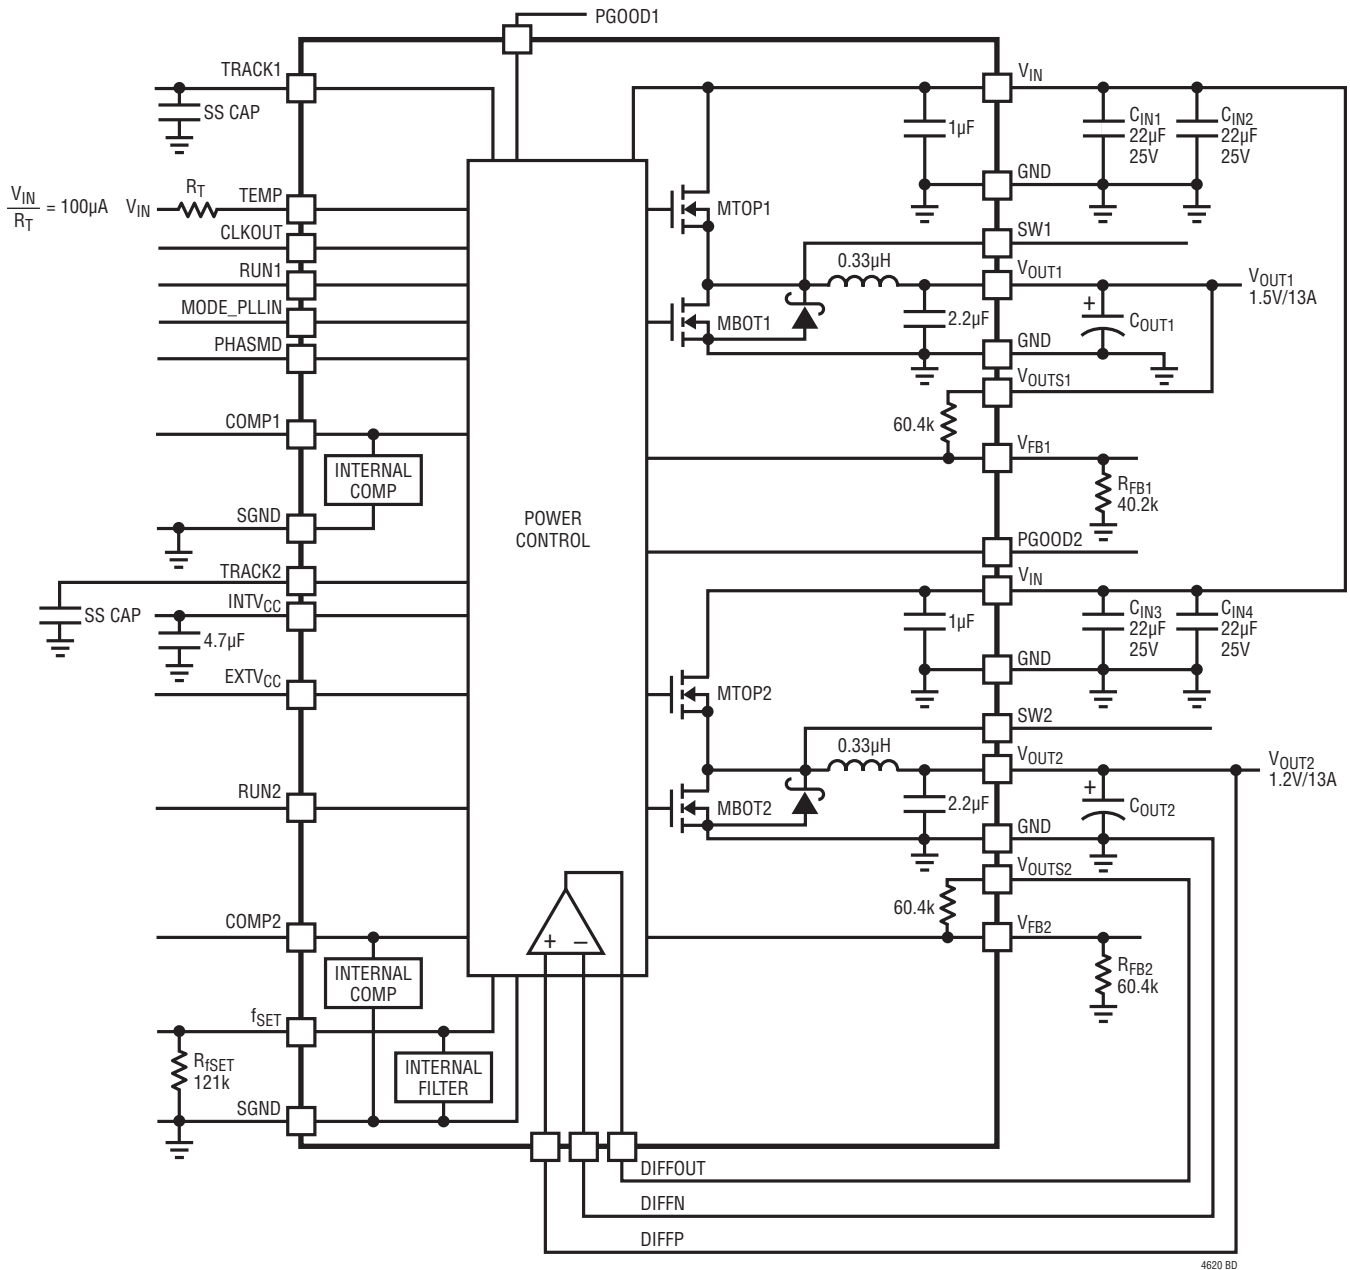 PGOOD1
TRACK1
SS CAP
VIN
RT
= 100µA
VIN
RT
TEMP
CLKOUT
RUN1
MODE_PLLIN
PHASMD
COMP1
INTERNAL
COMP
SGND
TRACK2
SS CAP
INTVCC
4.7µF
EXTVCC
RUN2
COMP2
INTERNAL
COMP
fSET
RfSET
121k
INTERNAL
FILTER
SGND
POWER
CONTROL
+
–
VIN
1µF
CIN1
22µF
25V
CIN2
22µF
25V
GND
MTOP1
SW1
0.33µH
VOUT1
VOUT1
1.5V/13A
MBOT1
2.2µF
+
COUT1
GND
VOUTS1
60.4k
VFB1
RFB1
40.2k
PGOOD2
VIN
1µF
CIN3
22µF
25V
CIN4
22µF
25V
GND
MTOP2
SW2
0.33µH
VOUT2
VOUT2
1.2V/13A
MBOT2
2.2µF
+
COUT2
GND
VOUTS2
60.4k
VFB2
RFB2
60.4k
DIFFOUT
DIFFN
DIFFP
4620 BD